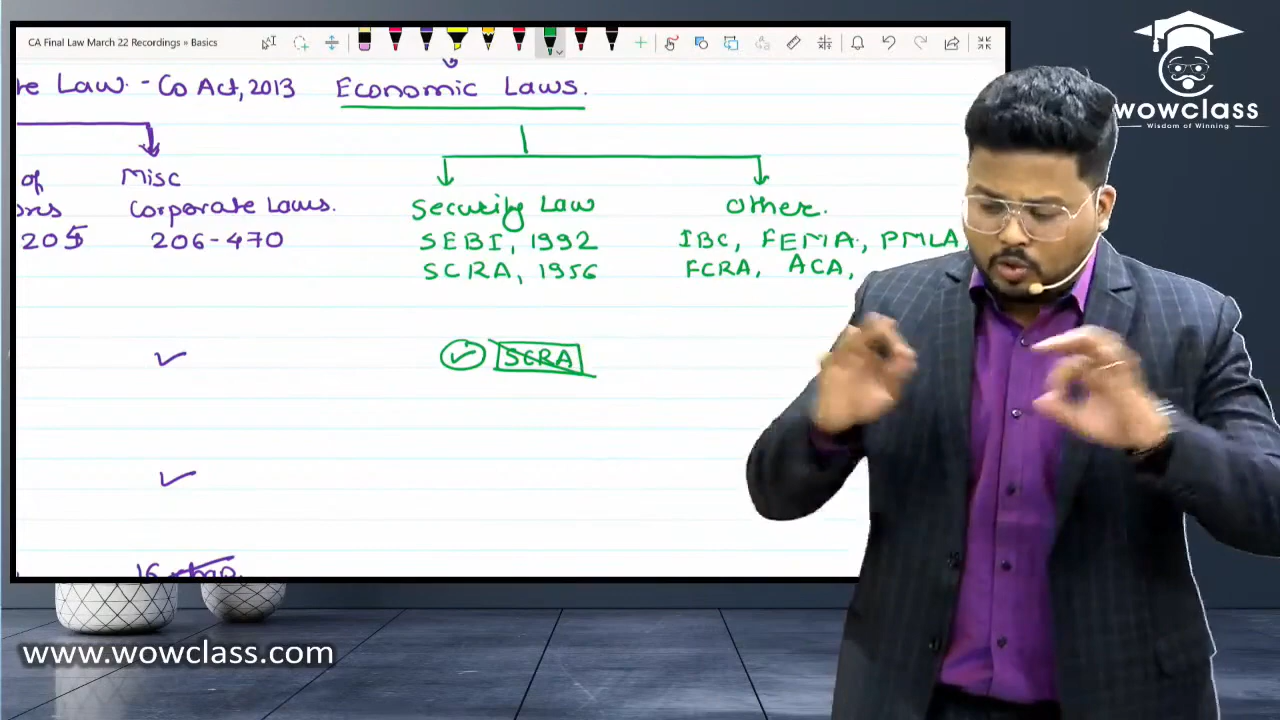 CA Final Law March 22 Recordings » Basics
re Law - Co Act, 2013 Economic Laws.
of Misc Security Law Other.
Corporate Laws.
205 206-470 SEBI, 1992 IBC, FEMA, PMLA
SCRA, 1956 FCRA, ACA,
SCRA
wowclass
Wisdom of Winning
www.wowclass.com